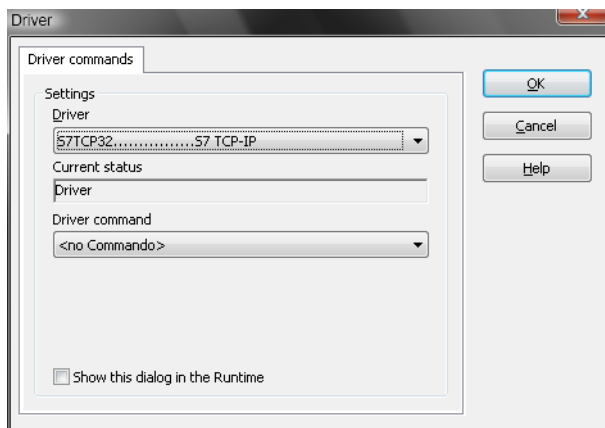 Driver
Driver commands
Settings
Driver
S7TCP32................S7 TCP-IP
Current status
Driver
Driver command
<no Commando>
Show this dialog in the Runtime
OK
Cancel
Help